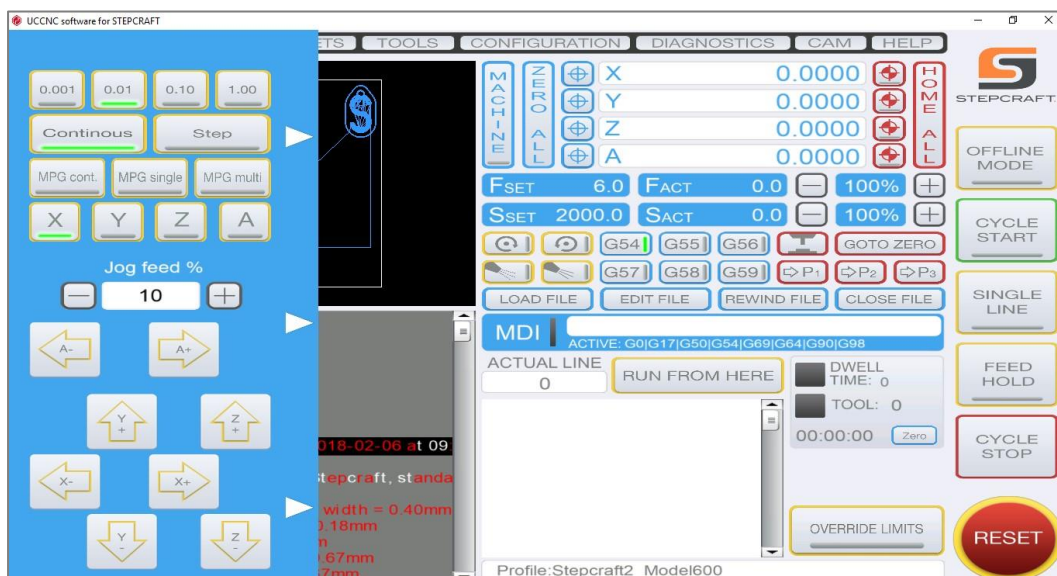 UCCNC software for STEPCRAFT
TS TOOLS CONFIGURATION DIAGNOSTICS CAM HELP
0.001 0.01 0.10 1.00
Continous Step
MPG cont. MPG single MPG multi
X Y Z A
Jog feed %
10
A- A+
Y + Z +
X- X+
Y - Z -
018-02-06 at 09
tepcraft, standa
width = 0.40mm
0.18mm
m
.67mm
7mm
MACHINE
ZERO ALL
X 0.0000
Y 0.0000
Z 0.0000
A 0.0000
HOME ALL
FSET 6.0 FACT 0.0 100%
SSET 2000.0 SACT 0.0 100%
G54 G55 G56 GOTO ZERO
G57 G58 G59 P1 P2 P3
LOAD FILE EDIT FILE REWIND FILE CLOSE FILE
MDI
ACTIVE: G0|G17|G50|G54|G69|G64|G90|G98
ACTUAL LINE
0
RUN FROM HERE
DWELL
TIME: 0
TOOL: 0
00:00:00 Zero
OVERRIDE LIMITS
Profile:Stepcraft2 Model600
S
STEPCRAFT
OFFLINE
MODE
CYCLE
START
SINGLE
LINE
FEED
HOLD
CYCLE
STOP
RESET